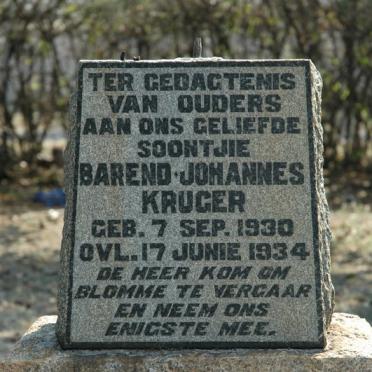 TER GEDAGTENIS
VAN OUDERS
AAN ONS GELIEFDE
SOONTJIE
BAREND JOHANNES
KRUGER
GEB. 7 SEP. 1930
OVL. 17 JUNIE 1934
DE HEER KOM OM
BLOMME TE VERGAAR
EN NEEM ONS
ENIGSTE MEE.